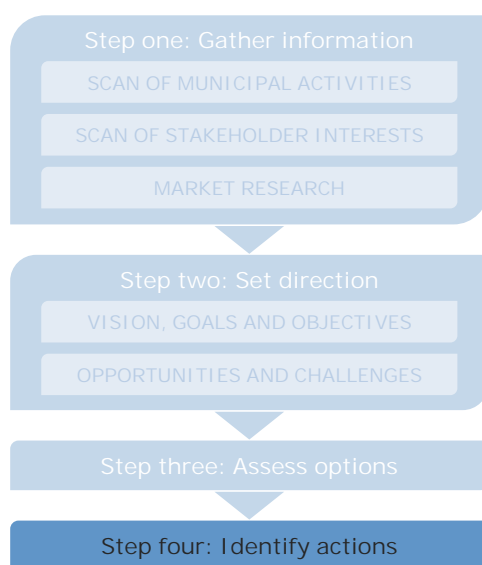 Step one: Gather information
SCAN OF MUNICIPAL ACTIVITIES
SCAN OF STAKEHOLDER INTERESTS
MARKET RESEARCH
Step two: Set direction
VISION, GOALS AND OBJECTIVES
OPPORTUNITIES AND CHALLENGES
Step three: Assess options
Step four: Identify actions